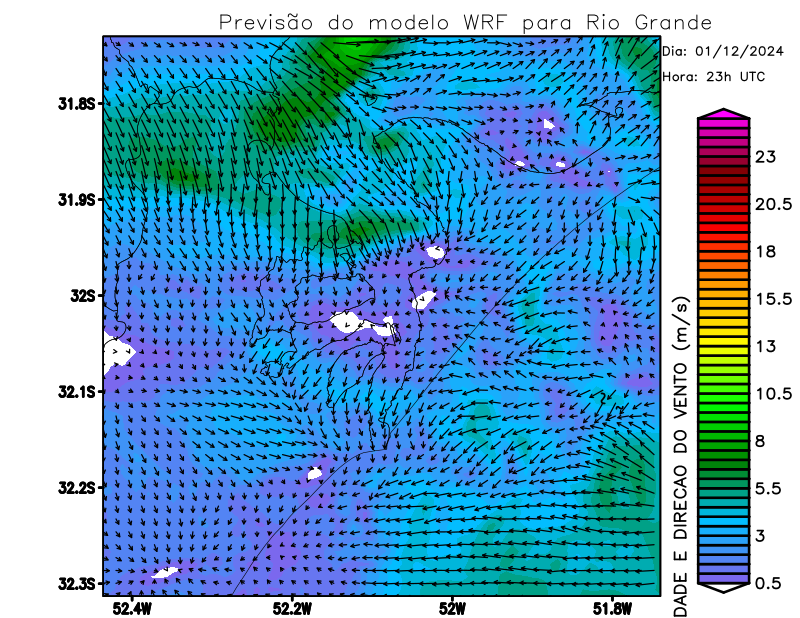 Previsão do modelo WRF para Rio Grande
Dia: 01/12/2024
Hora: 23h UTC
31.8S
31.9S
32S
32.1S
32.2S
32.3S
52.4W
52.2W
52W
51.8W
23
20.5
18
15.5
13
10.5
8
5.5
3
0.5
DADE E DIRECAO DO VENTO (m/s)